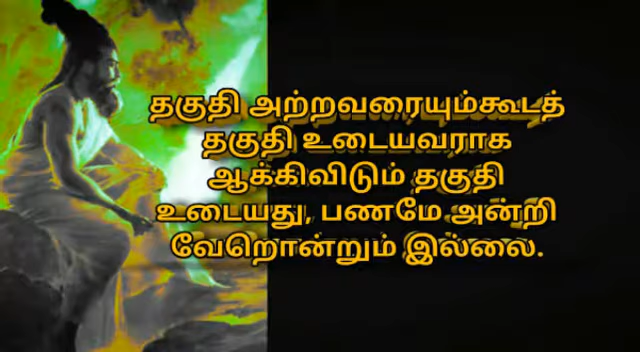 தகுதி அற்றவரையும்கூடத்
தகுதி உடையவராக
ஆக்கிவிடும் தகுதி
உடையது, பணமே அன்றி
வேறொன்றும் இல்லை.